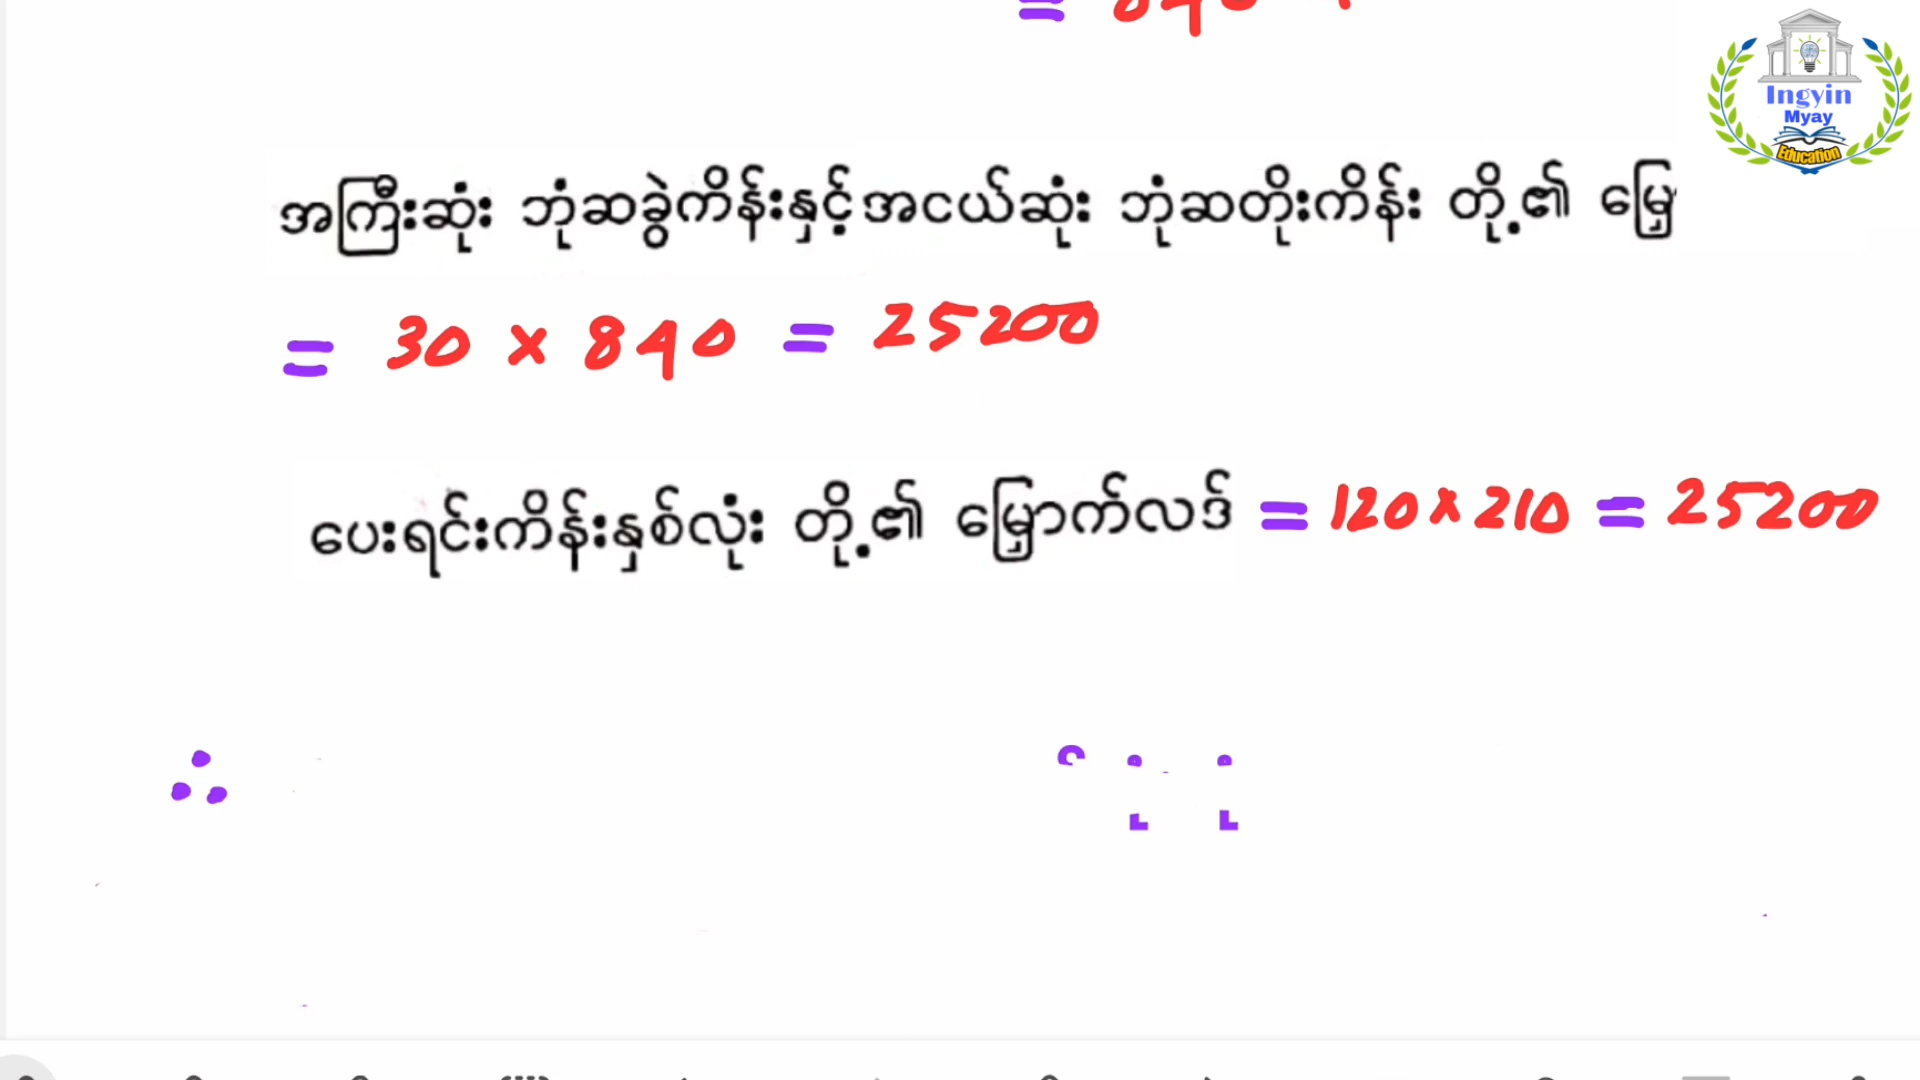 Ingyin
Myay
Education
အကြီးဆုံး ဘုံဆခွဲကိန်းနှင့်အငယ်ဆုံး ဘုံဆတိုးကိန်း တို့၏
= 30 × 840 = 25200
ပေးရင်းကိန်းနှစ်လုံး တို့၏ မြှောက်လဒ် = 120 × 210 = 25200
∴